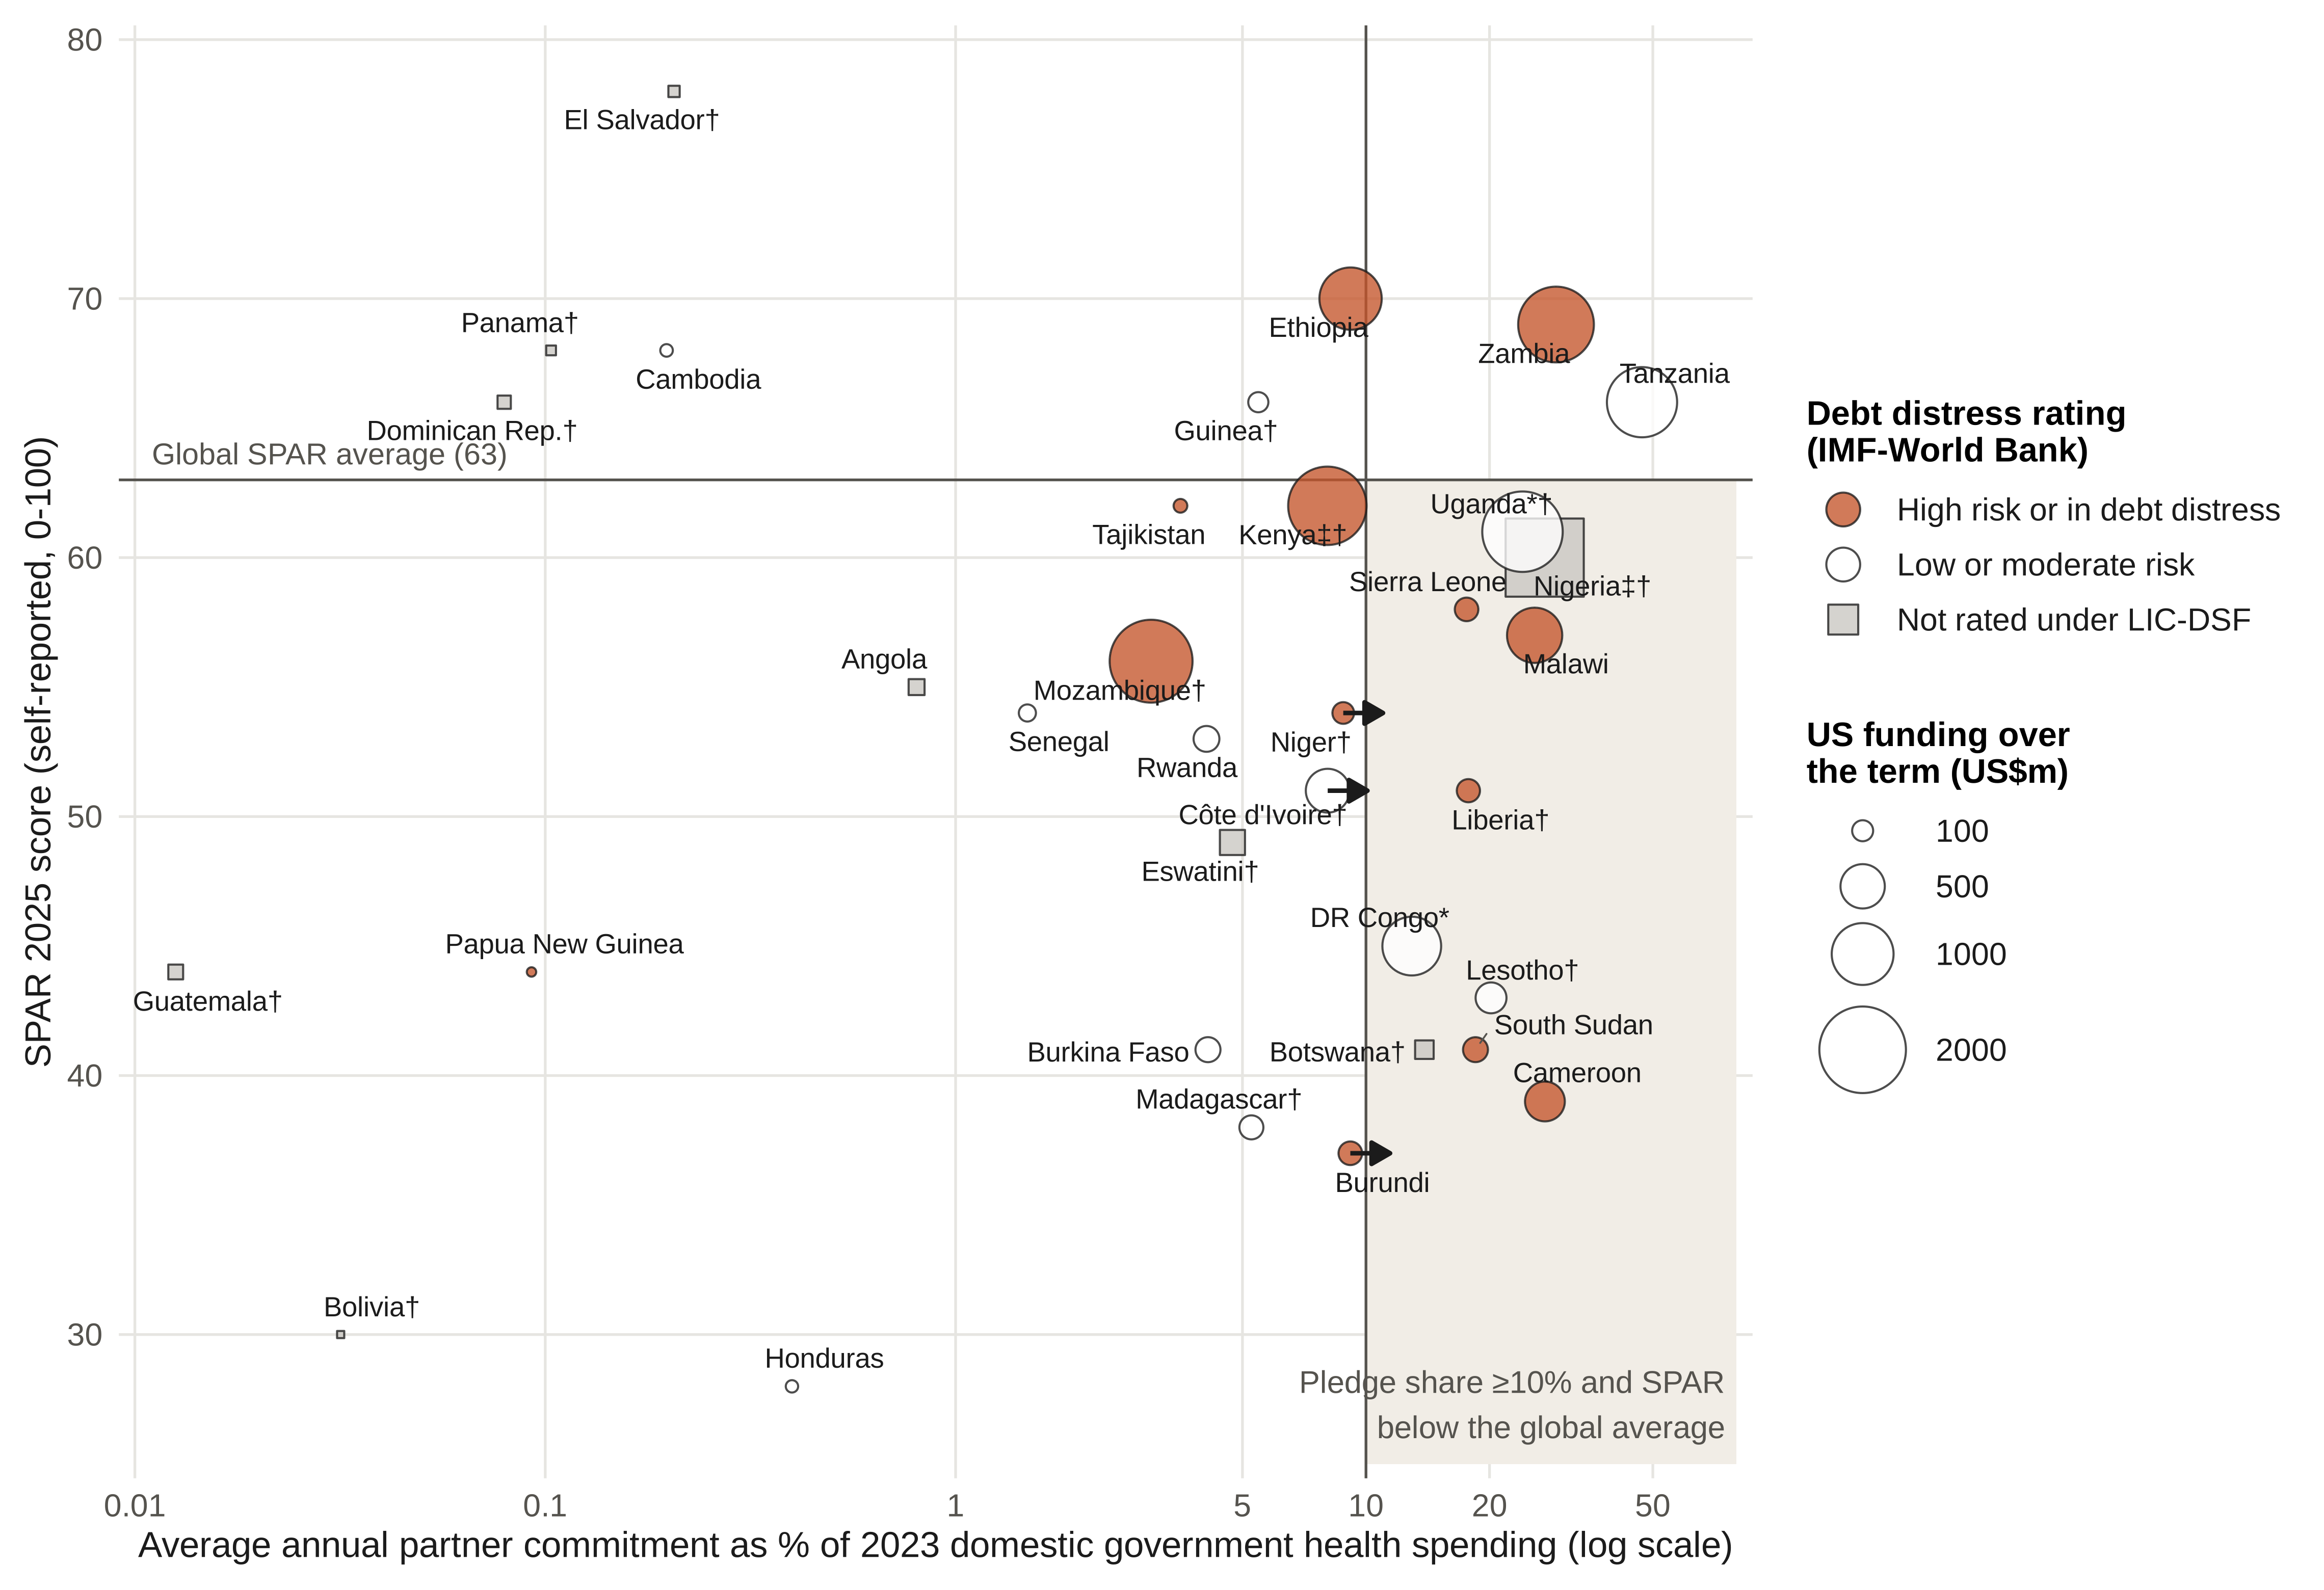 80
El Salvador†
70
Panama†
Ethiopia
Zambia
Cambodia
Tanzania
Dominican Rep.†
Guinea†
Global SPAR average (63)
Uganda*†
Tajikistan
Kenya‡‡
60
Sierra Leone
Nigeria‡‡
Angola
Malawi
Mozambique†
Senegal
Niger†
Rwanda
50
Côte d'Ivoire†
Liberia†
Eswatini†
DR Congo*
Papua New Guinea
Lesotho†
Guatemala†
South Sudan
Burkina Faso
Botswana†
40
Cameroon
Madagascar†
Burundi
Bolivia†
30
Honduras
Pledge share ≥10% and SPAR
below the global average
0.01
0.1
1
5
10
20
50
Average annual partner commitment as % of 2023 domestic government health spending (log scale)
SPAR 2025 score (self-reported, 0-100)
Debt distress rating
(IMF-World Bank)
High risk or in debt distress
Low or moderate risk
Not rated under LIC-DSF
US funding over
the term (US$m)
100
500
1000
2000